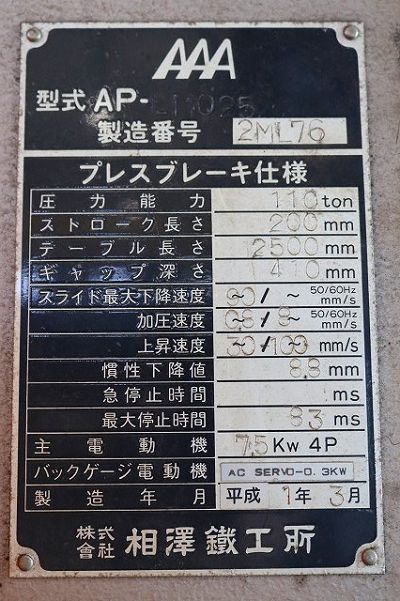 AAA
型式 AP-
製造番号 2ML76
プレスブレーキ仕様
圧力能力 110 ton
ストローク長さ 200 mm
テーブル長さ 2500 mm
ギャップ深さ 410 mm
スライド最大下降速度 ~ / ~ 50/60Hz mm/s
加圧速度 / ~ 50/60Hz mm/s
上昇速度 mm/s
慣性下降値 8.8 mm
急停止時間 ms
最大停止時間 83 ms
主電動機 7.5 Kw 4P
バックゲージ電動機 AC SERVO-0.3KW
製造年月 平成 1年 3月
株式會社 相澤鐵工所